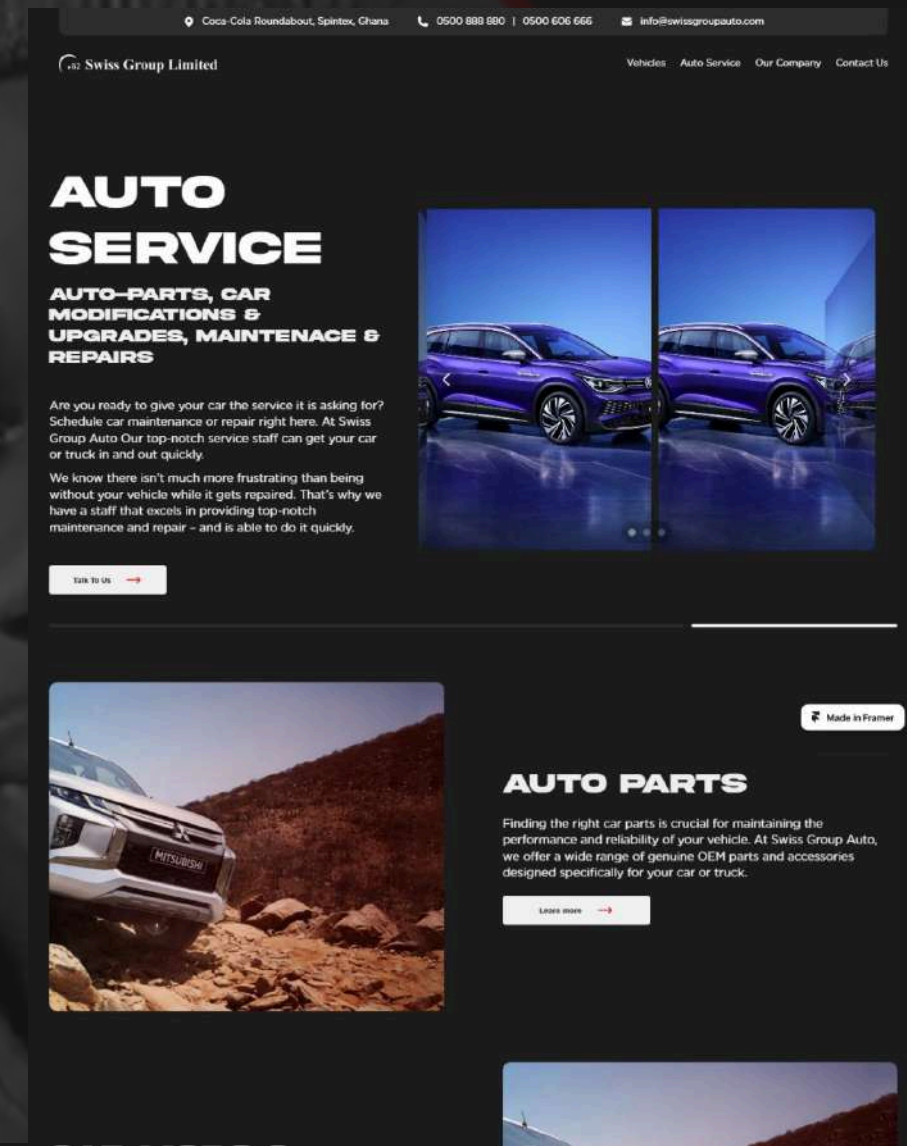 Coca-Cola Roundabout, Spintex, Ghana
0500 888 880 | 0500 606 666
info@swissgroupauto.com
Swiss Group Limited
Vehicles Auto Service Our Company Contact Us
AUTO
SERVICE
AUTO-PARTS, CAR
MODIFICATIONS &
UPGRADES, MAINTENACE &
REPAIRS
Are you ready to give your car the service it is asking for?
Schedule car maintenance or repair right here. At Swiss
Group Auto Our top-notch service staff can get your car
or truck in and out quickly.
We know there isn't much more frustrating than being
without your vehicle while it gets repaired. That's why we
have a staff that excels in providing top-notch
maintenance and repair – and is able to do it quickly.
Talk To Us
Made in Framer
MITSUBISHI
AUTO PARTS
Finding the right car parts is crucial for maintaining the
performance and reliability of your vehicle. At Swiss Group Auto,
we offer a wide range of genuine OEM parts and accessories
designed specifically for your car or truck.
Learn more